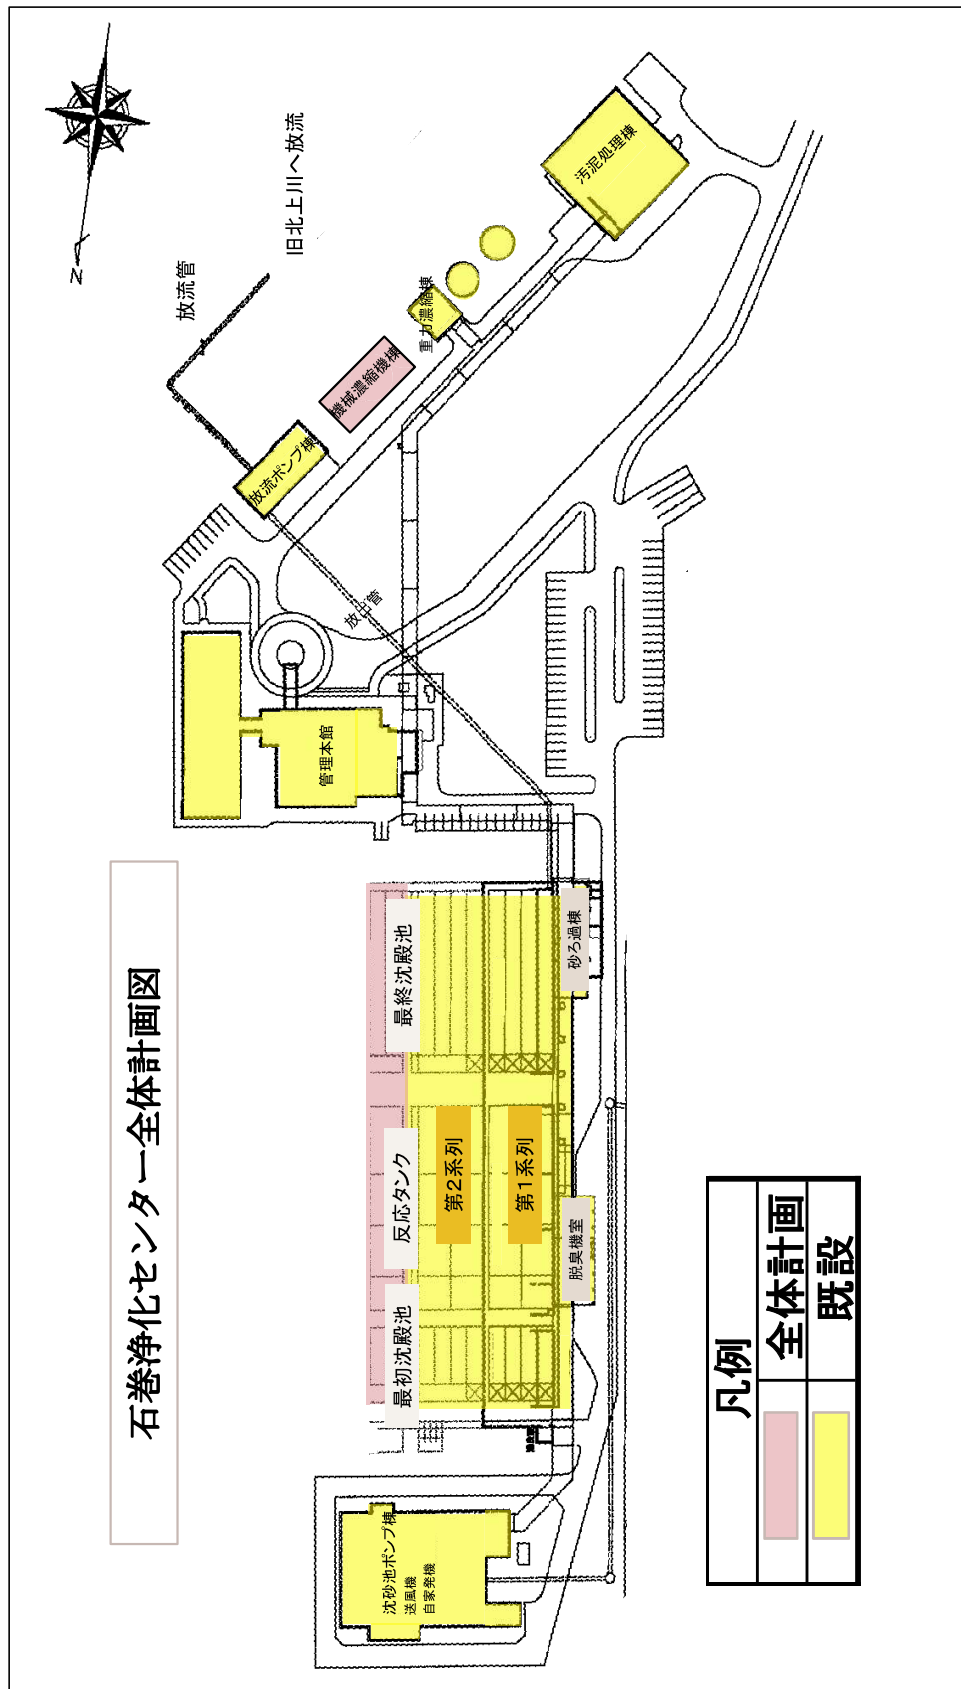 石巻浄化センター全体計画図
N
旧北上川へ放流
放流管
汚泥処理棟
重力濃縮棟
機械濃縮機棟
放流ポンプ棟
放中管
管理本館
最終沈殿池
反応タンク
最初沈殿池
第2系列
第1系列
砂ろ過棟
脱臭機室
沈砂池ポンプ棟
送風機
自家発機
凡例
全体計画
既設